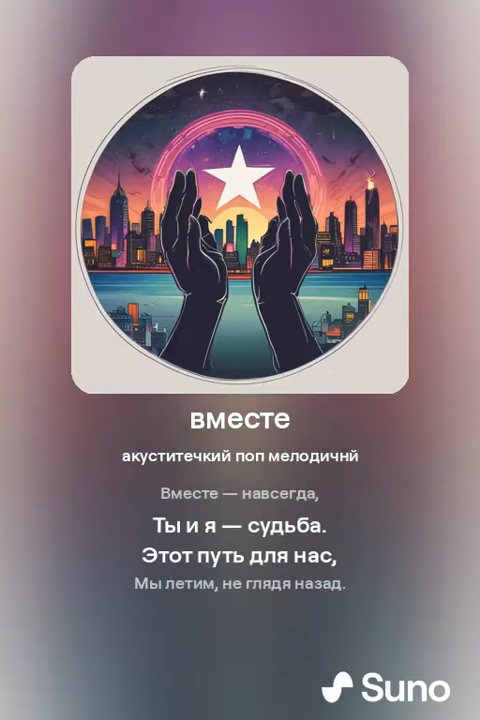 вместе
акуститечкий поп мелодичнй
Вместе — навсегда,
Ты и я — судьба.
Этот путь для нас,
Мы летим, не глядя назад.
Suno